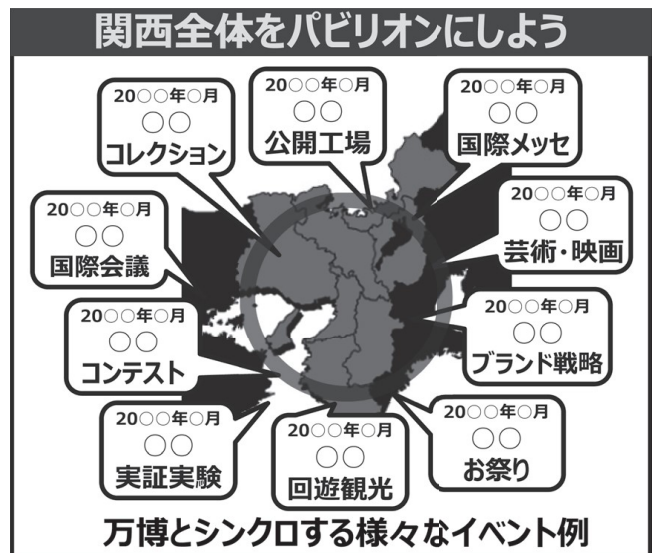 関西全体をパビリオンにしよう
20○○年○月
○○
コレクション
20○○年○月
○○
公開工場
20○○年○月
○○
国際メッセ
20○○年○月
○○
国際会議
20○○年○月
○○
芸術・映画
20○○年○月
○○
コンテスト
20○○年○月
○○
ブランド戦略
20○○年○月
○○
実証実験
20○○年○月
○○
回遊観光
20○○年○月
○○
お祭り
万博とシンクロする様々なイベント例